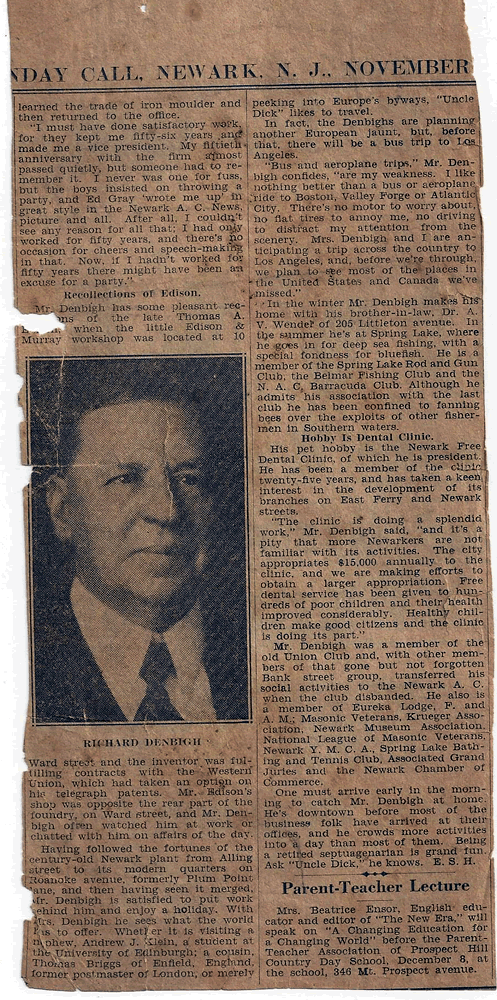 NDAY CALL, NEWARK, N. J., NOVEMBER
learned the trade of iron moulder and
then returned to the office.
"I must have done satisfactory work,
for they kept me fifty-six years and
made me a vice president. My fiftieth
anniversary with the firm almost
passed quietly, but someone had to re-
member it. I never was one for fuss,
but the boys insisted on throwing a
party, and Ed Gray 'wrote me up' in
great style in the Newark A. C. News,
picture and all. After all, I couldn't
see any reason for all that; I had only
worked for fifty years, and there's no
occasion for cheers and speech-making
in that. Now, if I hadn't worked for
fifty years there might have been an
excuse for a party."
Recollections of Edison.
Mr. Denbigh has some pleasant rec-
ns of the late Thomas A.
when the little Edison &
Murray workshop was located at 10
RICHARD DENBIGH
Ward street and the inventor was ful-
filling contracts with the Western
Union, which had taken an option on
his telegraph patents. Mr. Edison's
shop was opposite the rear part of the
foundry, on Ward street, and Mr. Den-
bigh often watched him at work or
chatted with him on affairs of the day.
Having followed the fortunes of the
century-old Newark plant from Alling
street to its modern quarters on
Roanoke avenue, formerly Plum Point
lane, and then having seen it merged,
Mr. Denbigh is satisfied to put work
behind him and enjoy a holiday. With
Mrs. Denbigh he sees what the world
has to offer. Whether it is visiting a
nephew, Andrew J. Klein, a student at
the University of Edinburgh; a cousin,
Thomas Briggs of Enfield, England,
former postmaster of London, or merely
peeking into Europe's byways, "Uncle
Dick" likes to travel.
In fact, the Denbighs are planning
another European jaunt, but, before
that, there will be a bus trip to Los
Angeles.
"Bus and aeroplane trips," Mr. Den-
bigh confides, "are my weakness. I like
nothing better than a bus or aeroplane
ride to Boston, Valley Forge or Atlantic
City. There's no motor to worry about,
no flat tires to annoy me, no driving
to distract my attention from the
scenery. Mrs. Denbigh and I are an-
ticipating a trip across the country to
Los Angeles, and, before we're through,
we plan to see most of the places in
the United States and Canada we've
missed."
In the winter Mr. Denbigh makes his
home with his brother-in-law, Dr. A.
V. Wendel of 205 Littleton avenue. In
the summer he's at Spring Lake, where
he goes in for deep sea fishing, with a
special fondness for bluefish. He is a
member of the Spring Lake Rod and Gun
Club, the Belmar Fishing Club and the
N. A. C. Barracuda Club. Although he
admits his association with the last
club he has been confined to fanning
bees over the exploits of other fisher-
men in Southern waters.
Hobby Is Dental Clinic.
His pet hobby is the Newark Free
Dental Clinic, of which he is president.
He has been a member of the clinic
twenty-five years, and has taken a keen
interest in the development of its
branches on East Ferry and Newark
streets.
"The clinic is doing a splendid
work," Mr. Denbigh said, "and it's a
pity that more Newarkers are not
familiar with its activities. The city
appropriates $15,000 annually to the
clinic, and we are making efforts to
obtain a larger appropriation. Free
dental service has been given to hun-
dreds of poor children and their health
improved considerably. Healthy chil-
dren make good citizens and the clinic
is doing its part."
Mr. Denbigh was a member of the
old Union Club and, with other mem-
bers of that gone but not forgotten
Bank street group, transferred his
social activities to the Newark A. C.
when the club disbanded. He also is
a member of Eureka Lodge, F. and
A. M.; Masonic Veterans, Krueger Asso-
ciation, Newark Museum Association,
National League of Masonic Veterans,
Newark Y. M. C. A., Spring Lake Bath-
ing and Tennis Club, Associated Grand
Juries and the Newark Chamber of
Commerce.
One must arrive early in the morn-
ing to catch Mr. Denbigh at home.
He's downtown before most of the
business folk have arrived at their
offices, and he crowds more activities
into a day than most of them. Being
a retired septuagenarian is grand fun.
Ask "Uncle Dick," he knows. E. S. H.
Parent-Teacher Lecture
Mrs. Beatrice Ensor, English edu-
cator and editor of "The New Era," will
speak on "A Changing Education for
a Changing World" before the Parent-
Teacher Association of Prospect Hill
Country Day School, December 8, at
the school, 346 Mt. Prospect avenue.